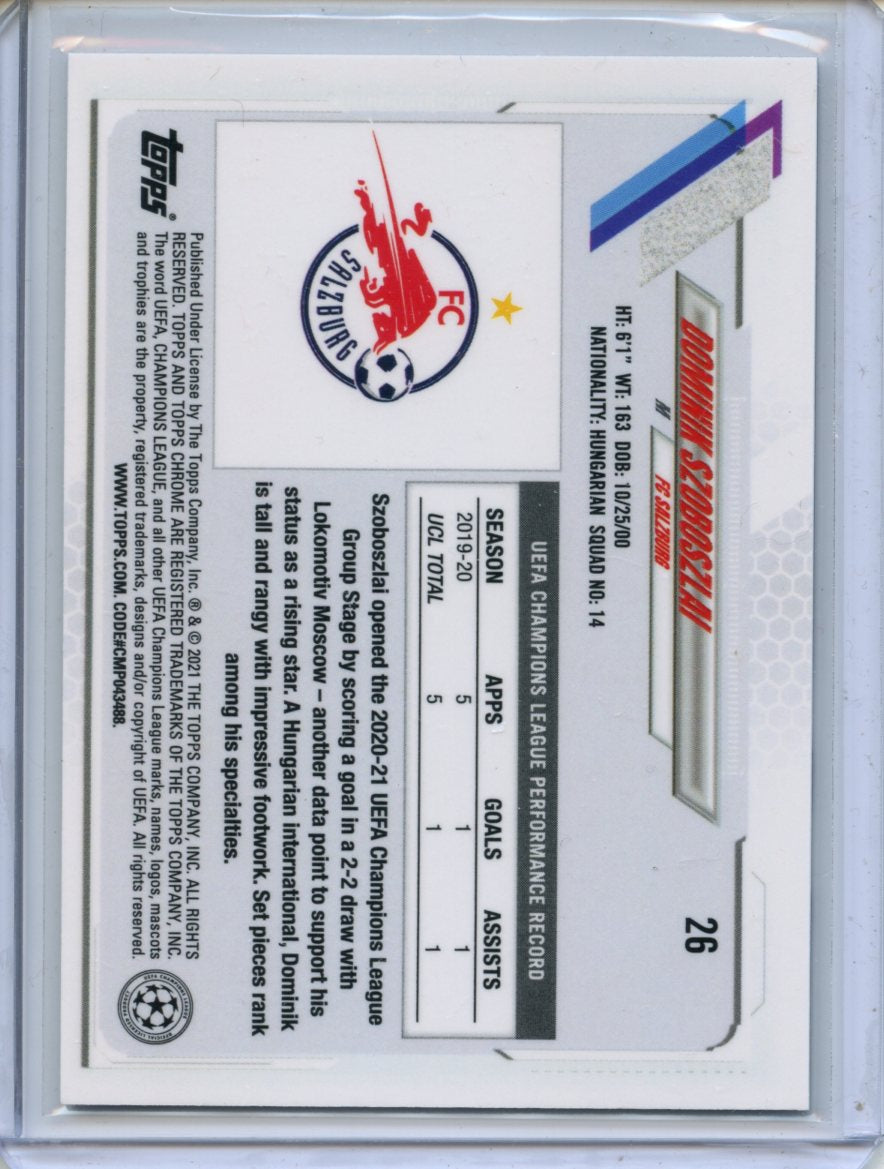 26
DOMINIK SZOBOSZLAI
M
FC SALZBURG
HT: 6'1" WT: 163 DOB: 10/25/00
NATIONALITY: HUNGARIAN SQUAD NO: 14
FC
SALZBURG
UEFA CHAMPIONS LEAGUE PERFORMANCE RECORD
SEASON APPS GOALS ASSISTS
2019-20 5 1 1
UCL TOTAL 5 1 1
Szoboszlai opened the 2020-21 UEFA Champions League
Group Stage by scoring a goal in a 2-2 draw with
Lokomotiv Moscow – another data point to support his
status as a rising star. A Hungarian international, Dominik
is tall and rangy with impressive footwork. Set pieces rank
among his specialties.
topps®
Published Under License by The Topps Company, Inc. ® & © 2021 THE TOPPS COMPANY, INC. ALL RIGHTS
RESERVED. TOPPS AND TOPPS CHROME ARE REGISTERED TRADEMARKS OF THE TOPPS COMPANY, INC.
The word UEFA, CHAMPIONS LEAGUE, and all other UEFA Champions League marks, names, logos, mascots
and trophies are the property, registered trademarks, designs and/or copyright of UEFA. All rights reserved.
WWW.TOPPS.COM. CODE#CMP043488.
UEFA CHAMPIONS LEAGUE
OFFICIAL LICENSED PRODUCT